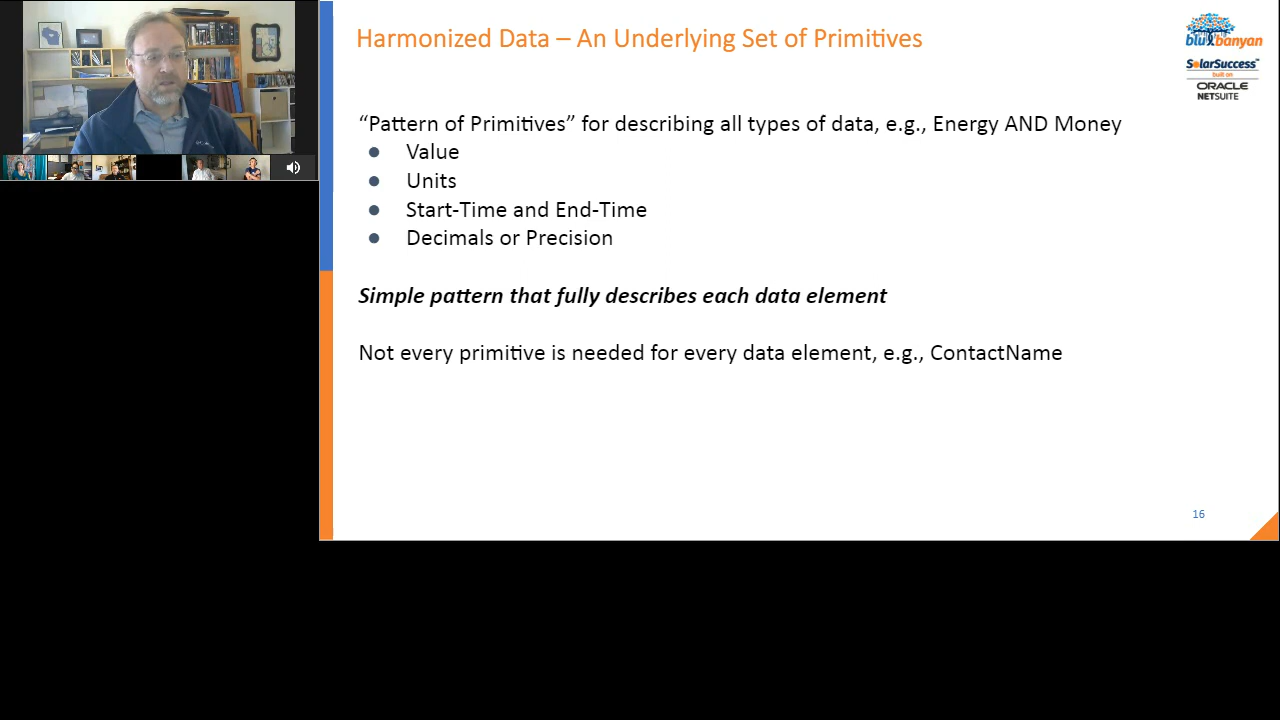 Harmonized Data – An Underlying Set of Primitives
blu banyan
SolarSuccess™
built on
ORACLE
NETSUITE
“Pattern of Primitives” for describing all types of data, e.g., Energy AND Money
● Value
● Units
● Start-Time and End-Time
● Decimals or Precision
Simple pattern that fully describes each data element
Not every primitive is needed for every data element, e.g., ContactName
16